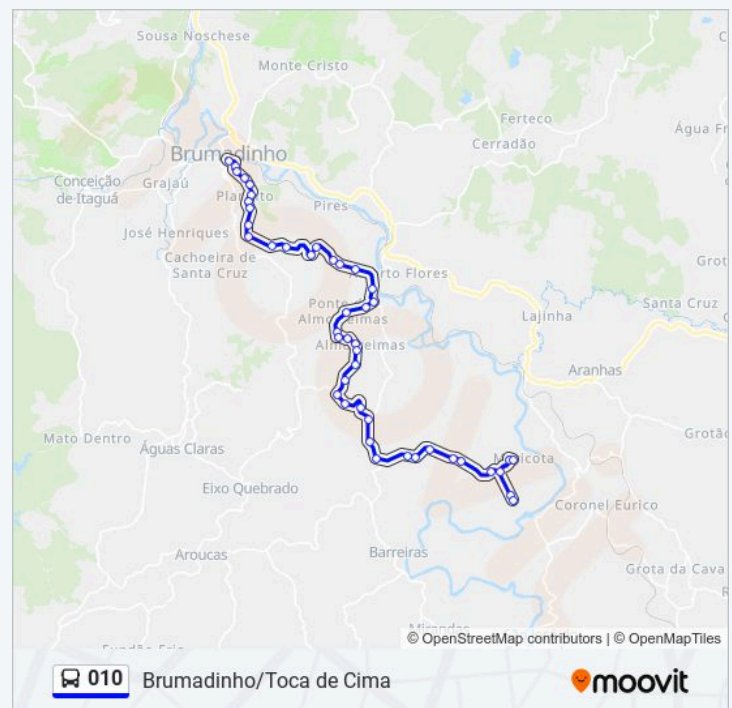 Sousa Noschese
Monte Cristo
Ferteco
Cerradão
Água Fr
Brumadinho
Conceição
de Itaguá
Grajaú
Pires
José Henriques
Cachoeira de
Santa Cruz
Grot
Santa Cruz
Lajinha
Almorreimas
Aranhas
Mato Dentro
Águas Claras
Grotão
Eixo Quebrado
Coronel Eurico
Aroucas
Barreiras
Grota da Cava
© OpenStreetMap contributors | © OpenMapTiles
010 Brumadinho/Toca de Cima
moovit